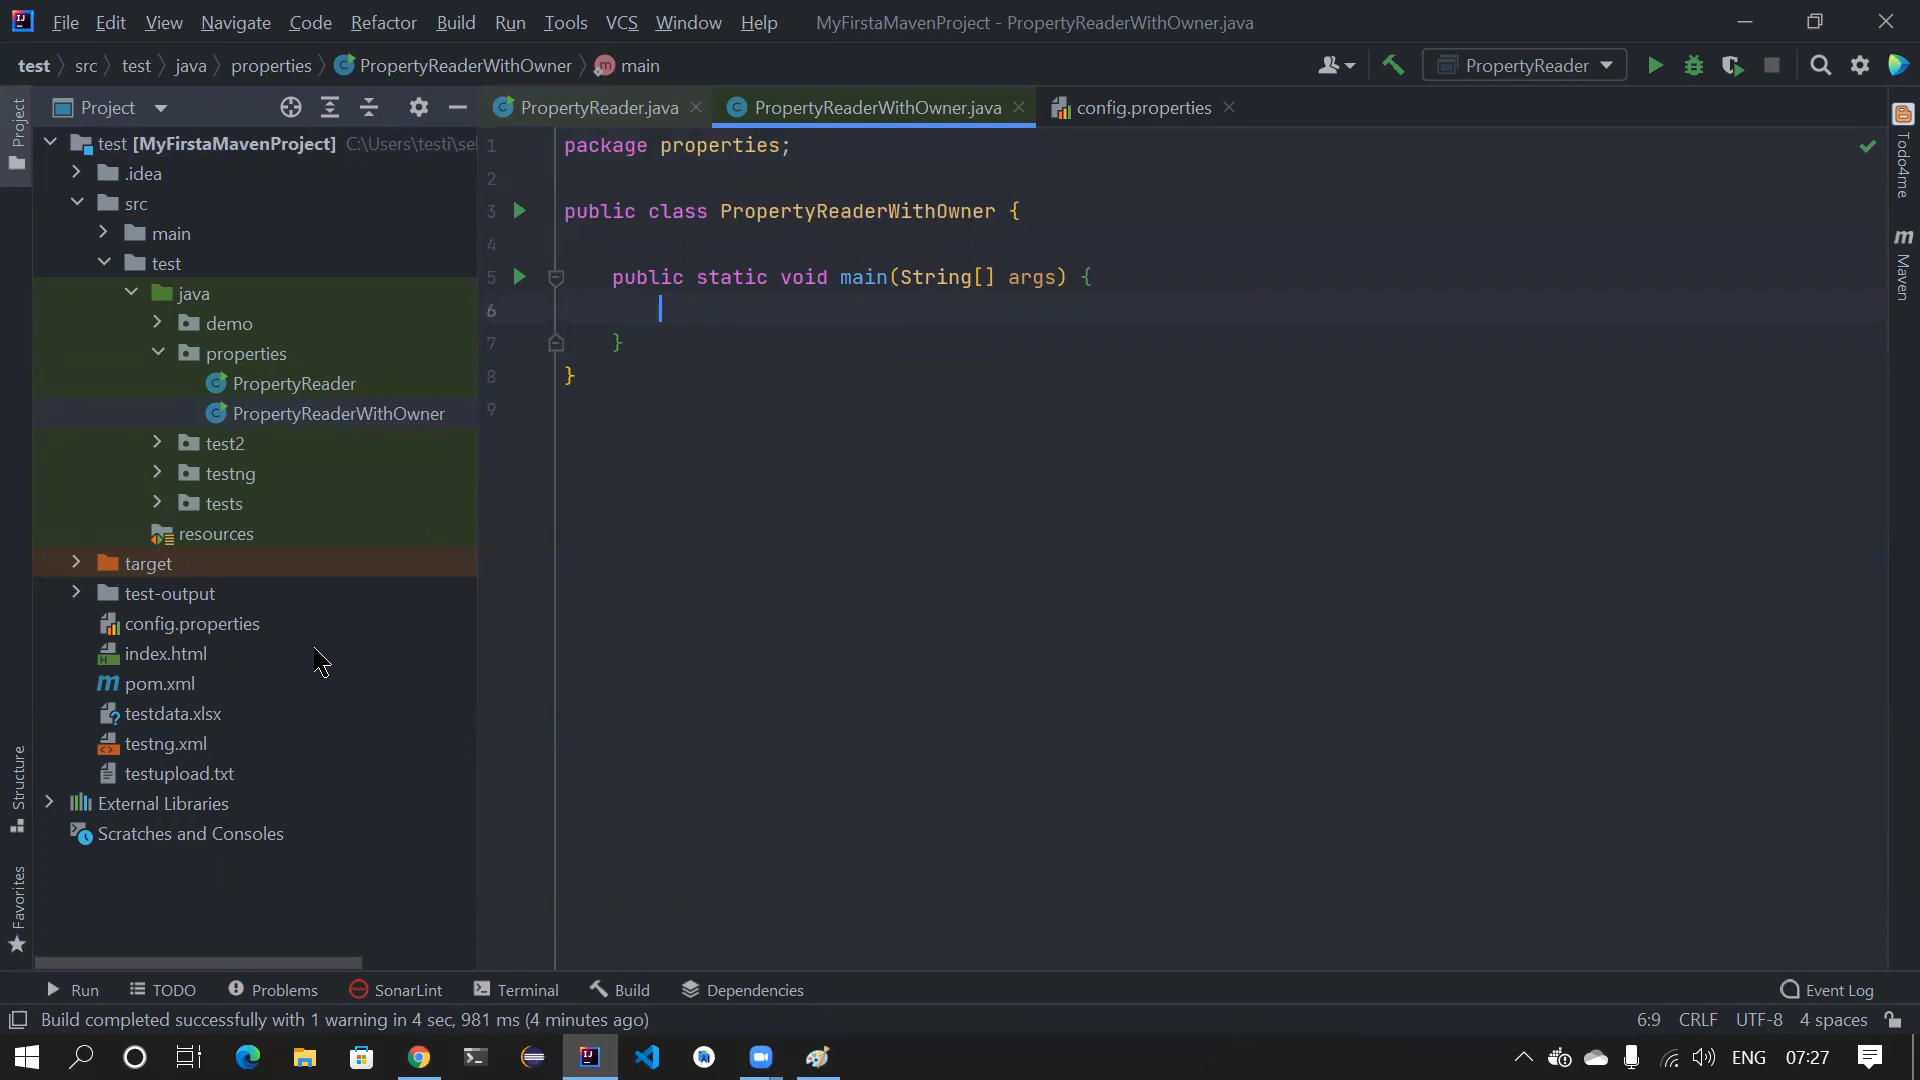 File Edit View Navigate Code Refactor Build Run Tools VCS Window Help MyFirstaMavenProject - PropertyReaderWithOwner.java
test src test java properties PropertyReaderWithOwner main PropertyReader
Project PropertyReader.java PropertyReaderWithOwner.java config.properties
Project
test [MyFirstaMavenProject] C:\Users\testi\sel
.idea
src
main
test
java
demo
properties
PropertyReader
PropertyReaderWithOwner
test2
testng
tests
resources
target
test-output
config.properties
index.html
pom.xml
testdata.xlsx
testng.xml
testupload.txt
External Libraries
Scratches and Consoles
Structure
Favorites
1 package properties;
2
3 public class PropertyReaderWithOwner {
4
5 public static void main(String[] args) {
6
7 }
8 }
9
Todo4me
Maven
Run TODO Problems SonarLint Terminal Build Dependencies Event Log
Build completed successfully with 1 warning in 4 sec, 981 ms (4 minutes ago) 6:9 CRLF UTF-8 4 spaces
ENG 07:27